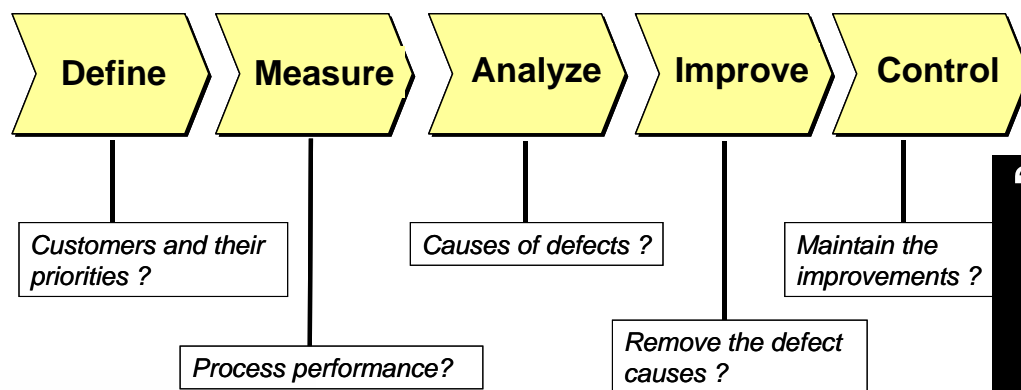 Define
Measure
Analyze
Improve
Control
Customers and their
priorities ?
Process performance?
Causes of defects ?
Remove the defect
causes ?
Maintain the
improvements ?